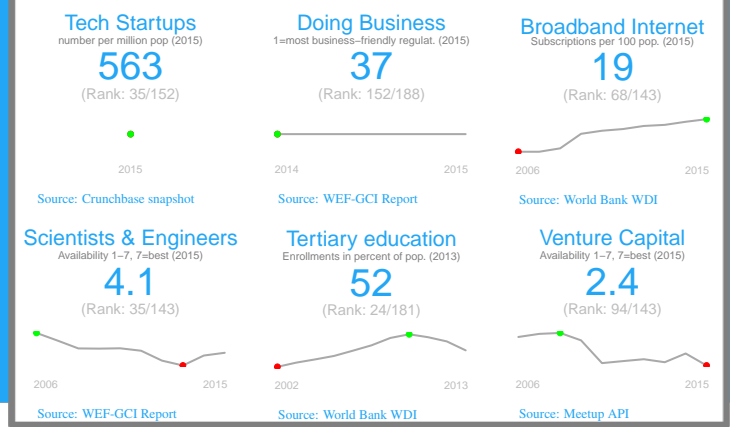 Tech Startups
number per million pop (2015)
563
(Rank: 35/152)
2015
Source: Crunchbase snapshot
Doing Business
1=most business−friendly regulat. (2015)
37
(Rank: 152/188)
2014 2015
Source: WEF-GCI Report
Broadband Internet
Subscriptions per 100 pop. (2015)
19
(Rank: 68/143)
2006 2015
Source: World Bank WDI
Scientists & Engineers
Availability 1−7, 7=best (2015)
4.1
(Rank: 35/143)
2006 2015
Source: WEF-GCI Report
Tertiary education
Enrollments in percent of pop. (2013)
52
(Rank: 24/181)
2002 2013
Source: World Bank WDI
Venture Capital
Availability 1−7, 7=best (2015)
2.4
(Rank: 94/143)
2006 2015
Source: Meetup API